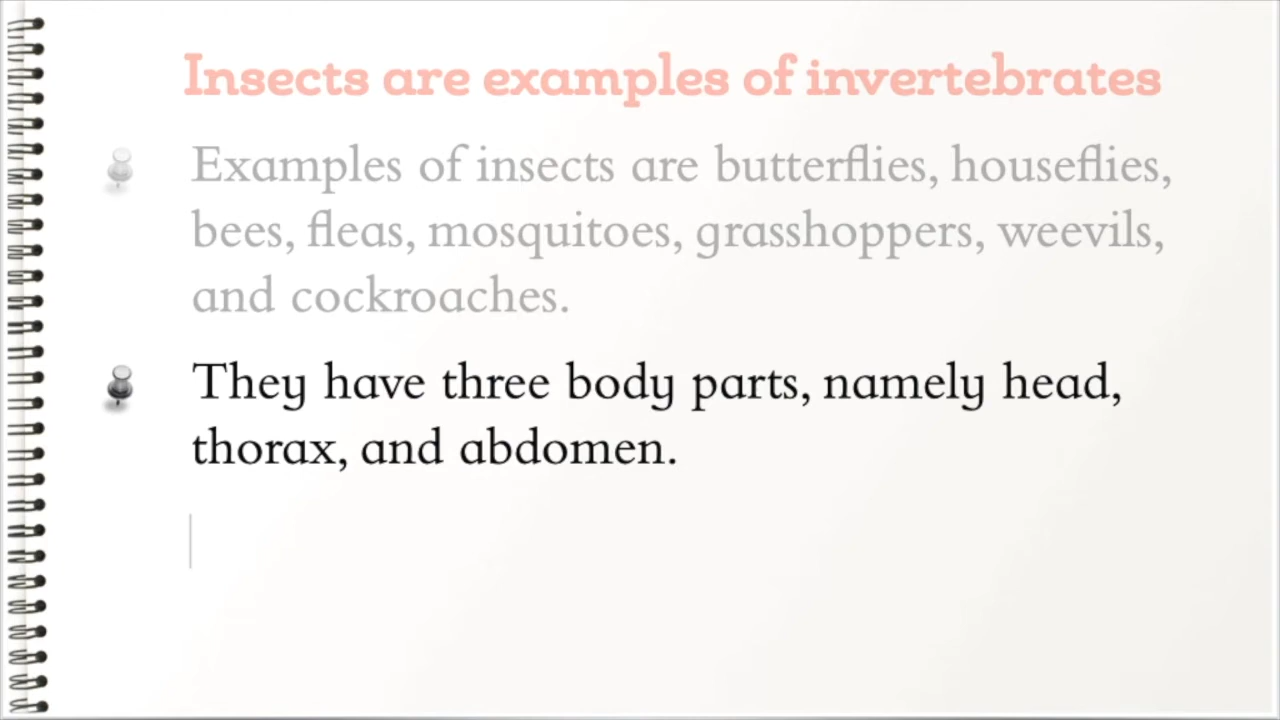 Insects are examples of invertebrates
Examples of insects are butterflies, houseflies,
bees, fleas, mosquitoes, grasshoppers, weevils,
and cockroaches.
They have three body parts, namely head,
thorax, and abdomen.